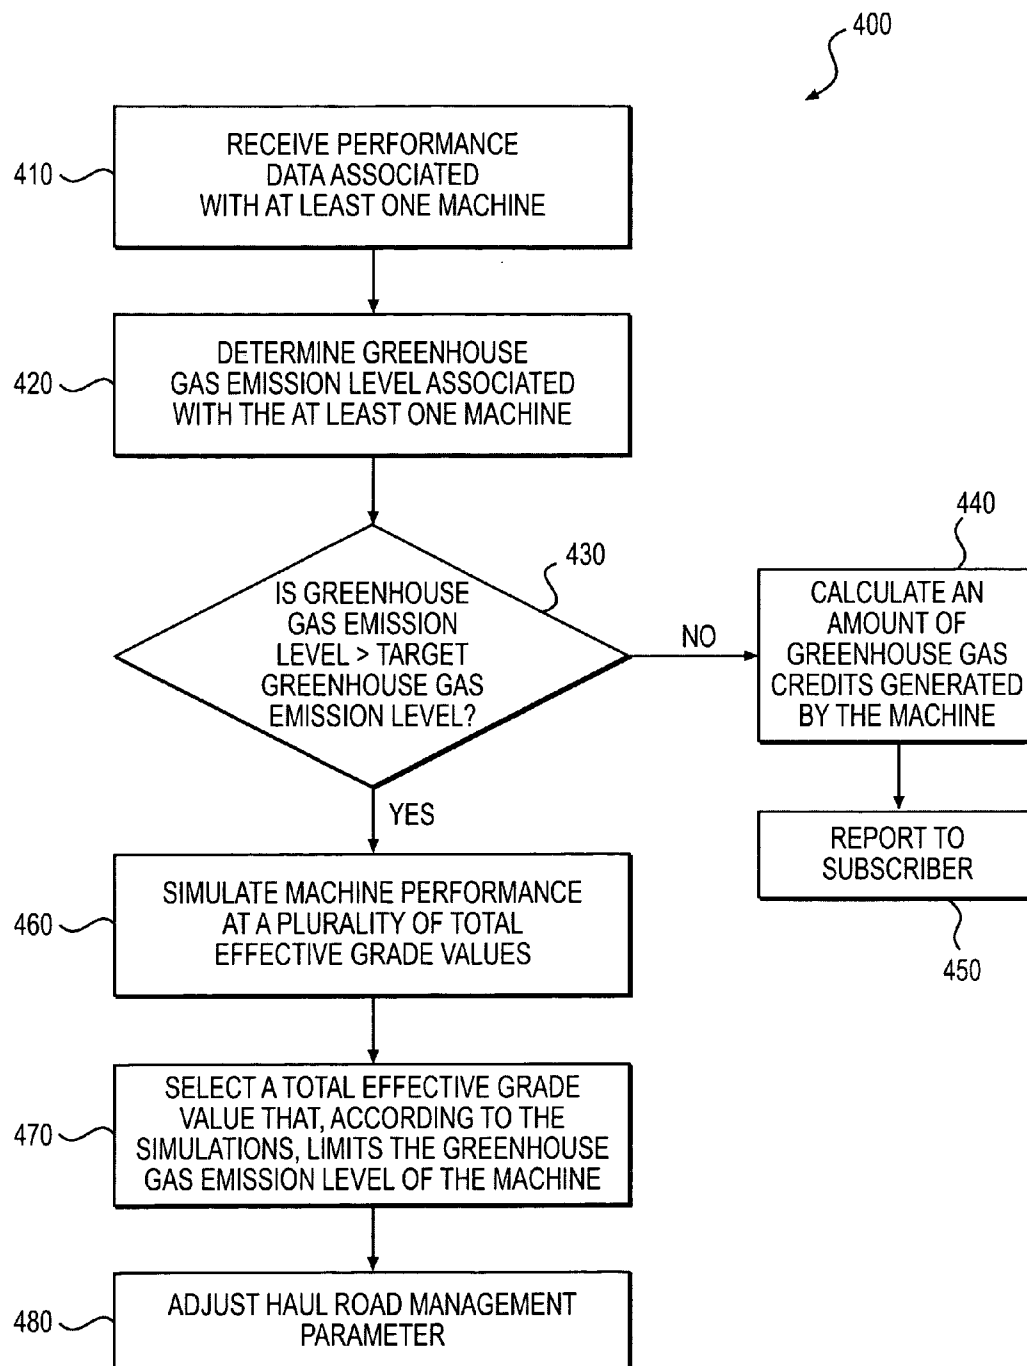 400
410
RECEIVE PERFORMANCE
DATA ASSOCIATED
WITH AT LEAST ONE MACHINE
420
DETERMINE GREENHOUSE
GAS EMISSION LEVEL ASSOCIATED
WITH THE AT LEAST ONE MACHINE
430
IS GREENHOUSE
GAS EMISSION
LEVEL > TARGET
GREENHOUSE GAS
EMISSION LEVEL?
NO
440
CALCULATE AN
AMOUNT OF
GREENHOUSE GAS
CREDITS GENERATED
BY THE MACHINE
REPORT TO
SUBSCRIBER
450
YES
460
SIMULATE MACHINE PERFORMANCE
AT A PLURALITY OF TOTAL
EFFECTIVE GRADE VALUES
470
SELECT A TOTAL EFFECTIVE GRADE
VALUE THAT, ACCORDING TO THE
SIMULATIONS, LIMITS THE GREENHOUSE
GAS EMISSION LEVEL OF THE MACHINE
480
ADJUST HAUL ROAD MANAGEMENT
PARAMETER